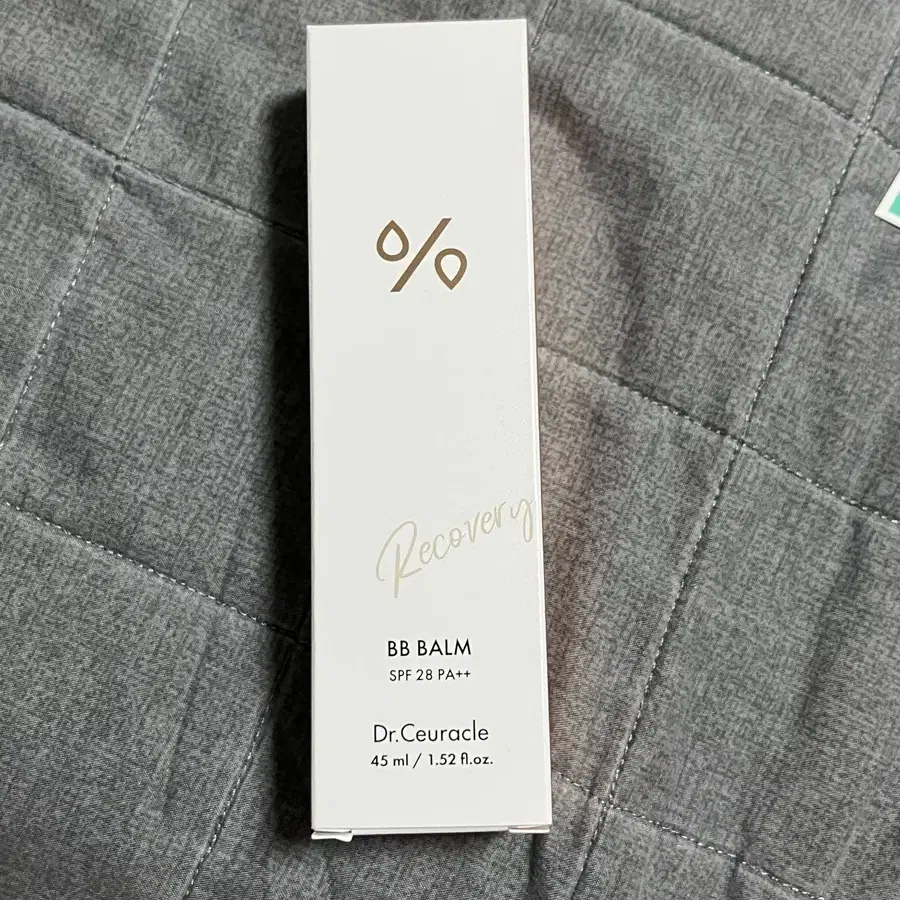 %
Recovery
BB BALM
SPF 28 PA++
Dr.Ceuracle
45 ml / 1.52 fl.oz.